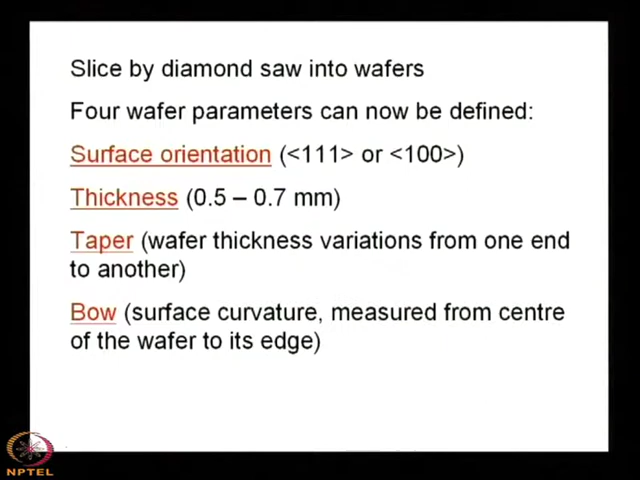 Slice by diamond saw into wafers
Four wafer parameters can now be defined:
Surface orientation (<111> or <100>)
Thickness (0.5 – 0.7 mm)
Taper (wafer thickness variations from one end
to another)
Bow (surface curvature, measured from centre
of the wafer to its edge)
NPTEL